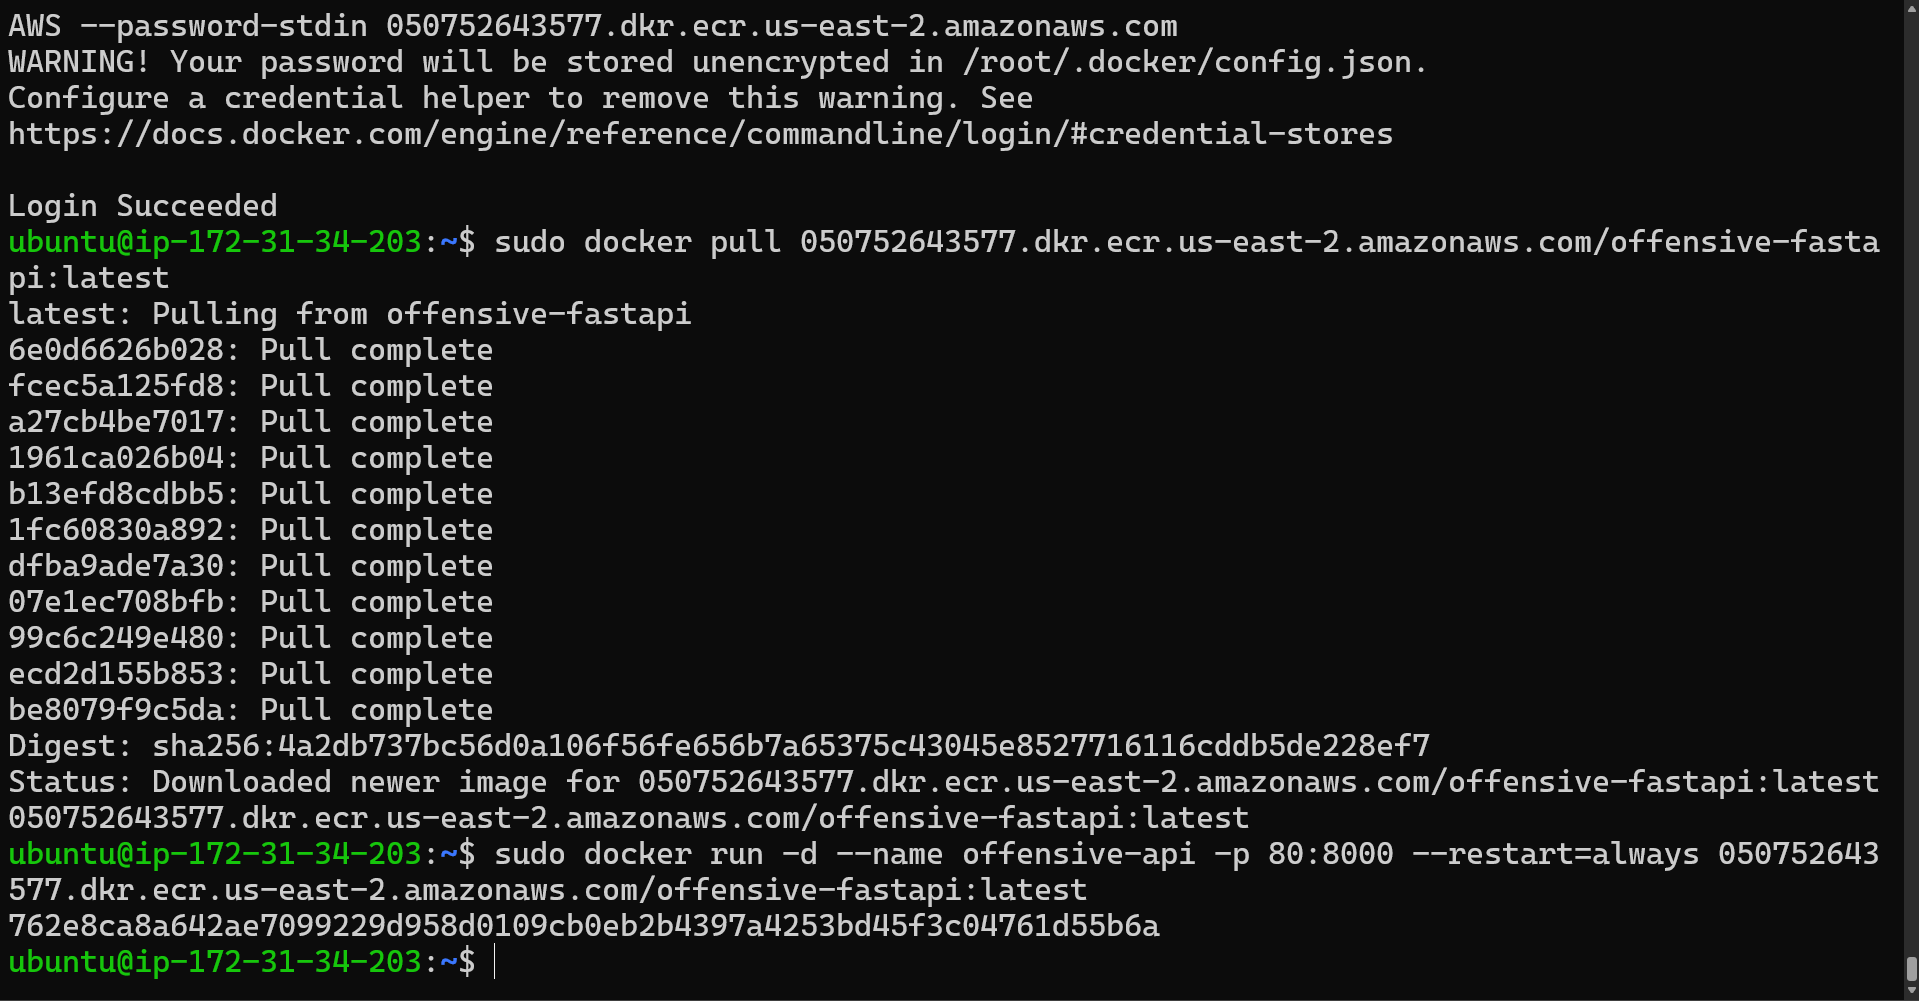 AWS --password-stdin 050752643577.dkr.ecr.us-east-2.amazonaws.com
WARNING! Your password will be stored unencrypted in /root/.docker/config.json.
Configure a credential helper to remove this warning. See
https://docs.docker.com/engine/reference/commandline/login/#credential-stores

Login Succeeded
ubuntu@ip-172-31-34-203:~$ sudo docker pull 050752643577.dkr.ecr.us-east-2.amazonaws.com/offensive-fasta
pi:latest
latest: Pulling from offensive-fastapi
6e0d6626b028: Pull complete
fcec5a125fd8: Pull complete
a27cb4be7017: Pull complete
1961ca026b04: Pull complete
b13efd8cdbb5: Pull complete
1fc60830a892: Pull complete
dfba9ade7a30: Pull complete
07e1ec708bfb: Pull complete
99c6c249e480: Pull complete
ecd2d155b853: Pull complete
be8079f9c5da: Pull complete
Digest: sha256:4a2db737bc56d0a106f56fe656b7a65375c43045e8527716116cddb5de228ef7
Status: Downloaded newer image for 050752643577.dkr.ecr.us-east-2.amazonaws.com/offensive-fastapi:latest
050752643577.dkr.ecr.us-east-2.amazonaws.com/offensive-fastapi:latest
ubuntu@ip-172-31-34-203:~$ sudo docker run -d --name offensive-api -p 80:8000 --restart=always 050752643
577.dkr.ecr.us-east-2.amazonaws.com/offensive-fastapi:latest
762e8ca8a642ae7099229d958d0109cb0eb2b4397a4253bd45f3c04761d55b6a
ubuntu@ip-172-31-34-203:~$